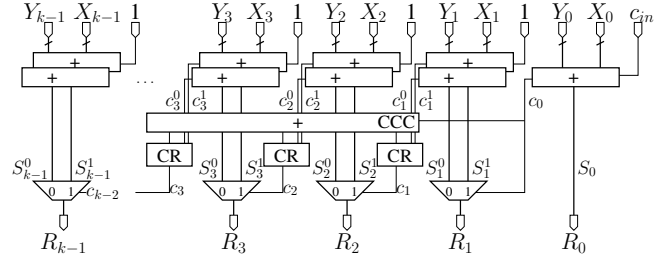 Y_{k-1} X_{k-1} 1 Y_3 X_3 1 Y_2 X_2 1 Y_1 X_1 1 Y_0 X_0 c_{in}
+ + + +
+ ... + + + +
c_3^0 c_3^1 c_2^0 c_2^1 c_1^0 c_1^1 c_0
+ CCC
CR CR CR
S_{k-1}^0 S_{k-1}^1 S_3^0 S_3^1 S_2^0 S_2^1 S_1^0 S_1^1 S_0
0 1 c_{k-2} c_3 0 1 c_2 0 1 c_1 0 1
R_{k-1} R_3 R_2 R_1 R_0